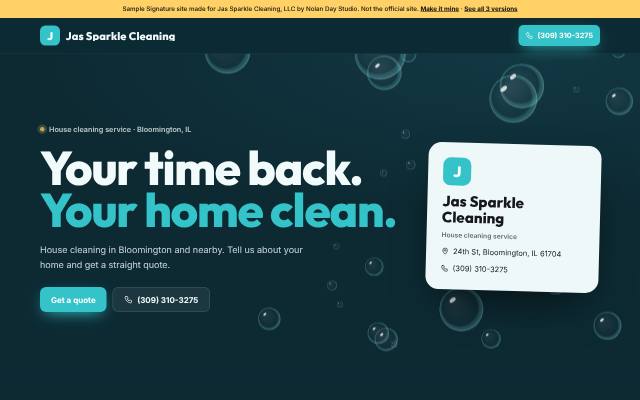 Sample Signature site made for Jas Sparkle Cleaning, LLC by Nolan Day Studio. Not the official site. Make it mine · See all 3 versions
J Jas Sparkle Cleaning
(309) 310-3275
House cleaning service · Bloomington, IL
Your time back.
Your home clean.
House cleaning in Bloomington and nearby. Tell us about your
home and get a straight quote.
Get a quote
(309) 310-3275
J
Jas Sparkle
Cleaning
House cleaning service
24th St, Bloomington, IL 61704
(309) 310-3275